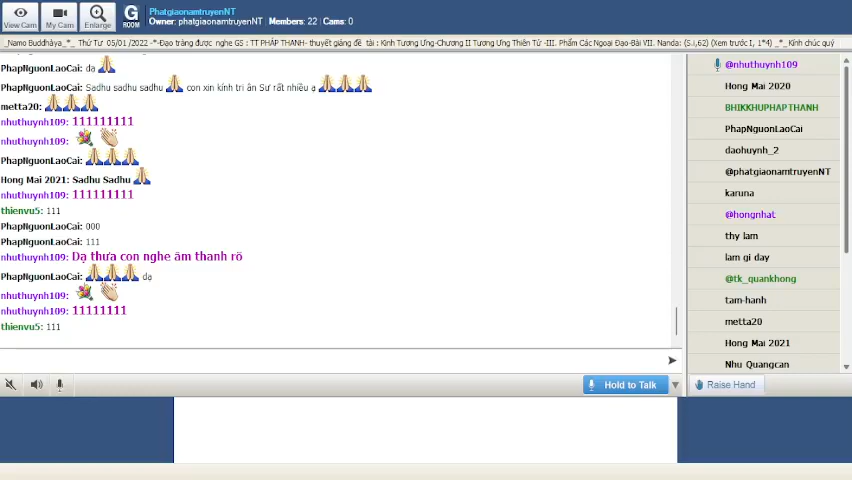 View Cam
My Cam
Enlarge
G
ROOM
PhatgiaonamtruyenNT
Owner: phatgiaonamtruyenNT Members: 22 Cams: 0
_Namo Buddhàya_*_ Thứ Tư 05/01 /2022 -*-Đạo tràng được nghe GS : TT PHÁP THANH- thuyết giảng đề tài : Kinh Tương Ưng-Chương II Tương Ưng Thiên Tử -III. Phẩm Các Ngoại Đạo-Bài VII. Nanda: (S.i,62) (Xem trước I, 1*4) _*_Kính chúc quý
PhapNguonLaoCai: dạ
PhapNguonLaoCai: Sadhu sadhu sadhu con xin kính tri ân Sư rất nhiều ạ
metta20:
nhuthuynh109: 111111111
nhuthuynh109:
PhapNguonLaoCai:
Hong Mai 2021: Sadhu Sadhu
nhuthuynh109: 111111111
thienvu5: 111
PhapNguonLaoCai: 000
PhapNguonLaoCai: 111
nhuthuynh109: Dạ thưa con nghe âm thanh rõ
PhapNguonLaoCai: dạ
nhuthuynh109:
nhuthuynh109: 11111111
thienvu5: 111
Hold to Talk
@nhuthuynh109
Hong Mai 2020
BHIKKHUPHAPTHANH
PhapNguonLaoCai
daohuynh_2
@phatgiaonamtruyenNT
karuna
@hongnhat
thy lam
lam gi day
@tk_quankhong
tam-hanh
metta20
Hong Mai 2021
Nhu Quangcan
Raise Hand